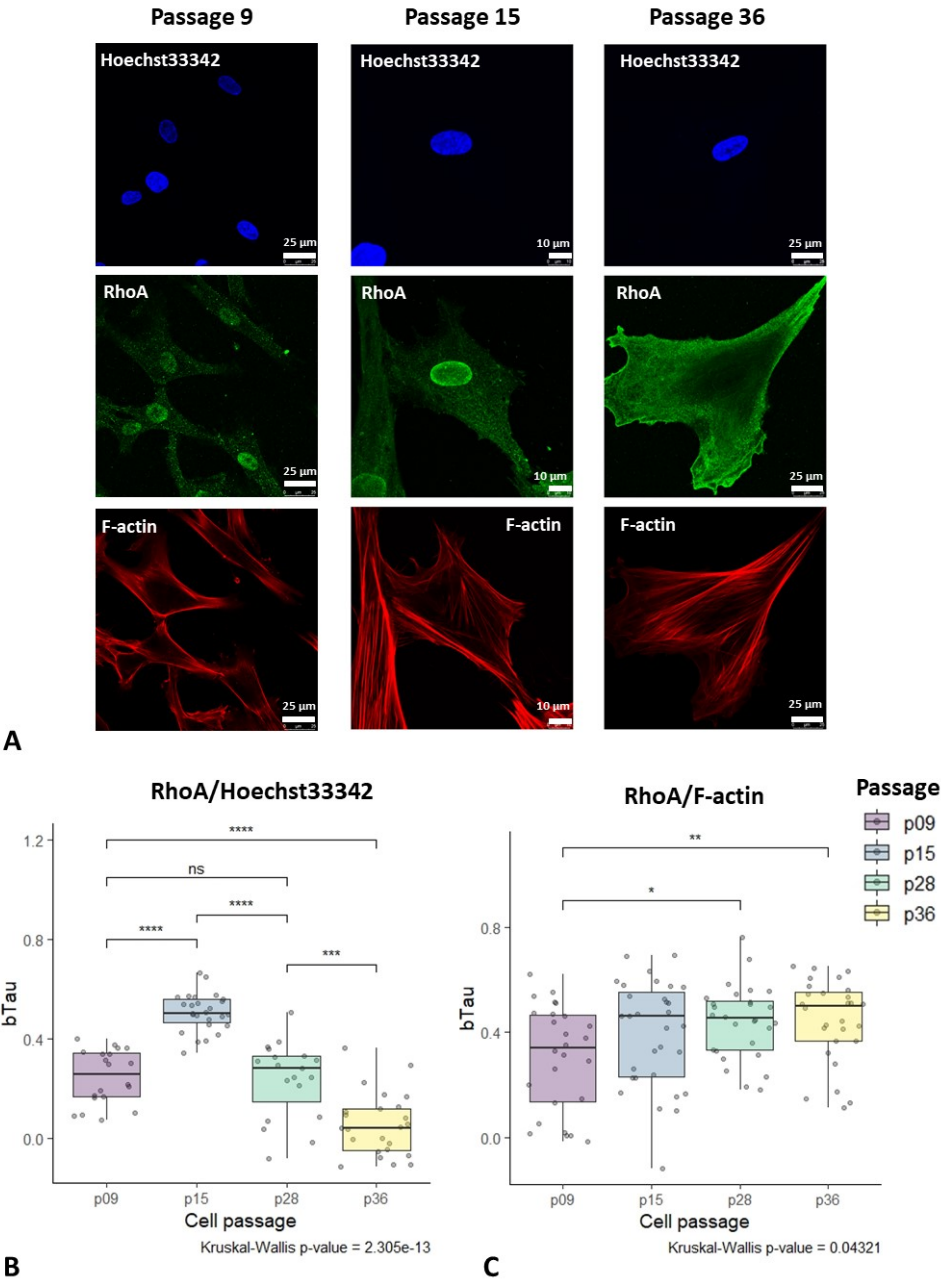 Passage 9 Passage 15 Passage 36
Hoechst33342 Hoechst33342 Hoechst33342
25 µm 10 µm 25 µm
RhoA RhoA RhoA
25 µm 10 µm 25 µm
F-actin F-actin F-actin
25 µm 10 µm 25 µm
A
RhoA/Hoechst33342
1.2
0.8
0.4
0.0
bTau
****
ns
****
****
***
p09 p15 p28 p36
Cell passage
Kruskal-Wallis p-value = 2.305e-13
B
RhoA/F-actin
0.8
0.4
0.0
bTau
**
*
p09 p15 p28 p36
Cell passage
Kruskal-Wallis p-value = 0.04321
C
Passage
p09
p15
p28
p36